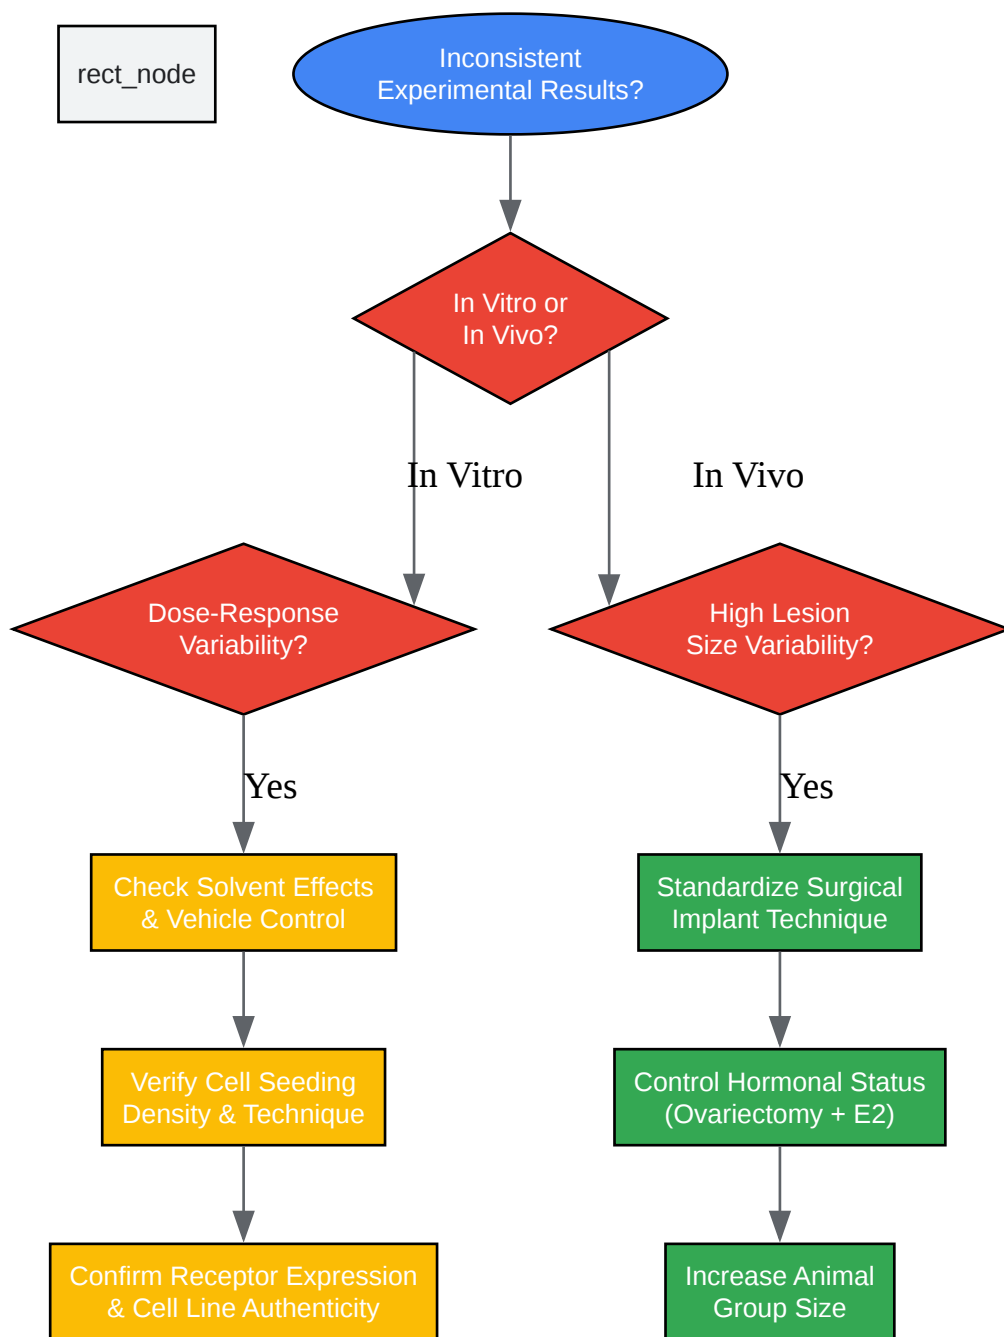 rect_node
Inconsistent
Experimental Results?
In Vitro or
In Vivo?
In Vitro
In Vivo
Dose-Response
Variability?
High Lesion
Size Variability?
Yes
Yes
Check Solvent Effects
& Vehicle Control
Standardize Surgical
Implant Technique
Verify Cell Seeding
Density & Technique
Control Hormonal Status
(Ovariectomy + E2)
Confirm Receptor Expression
& Cell Line Authenticity
Increase Animal
Group Size